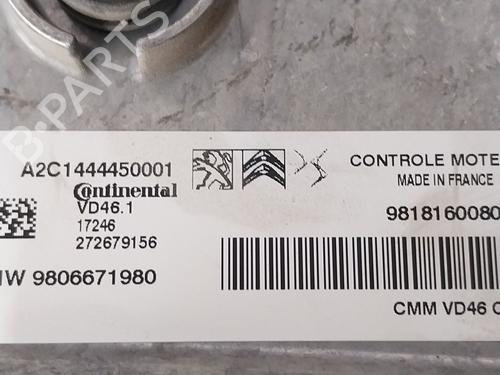 B-PARTS
A2C1444450001
Continental
VD46.1
17246
272679156
HW 9806671980
CONTROLE MOTE
MADE IN FRANCE
9818160080
CMM VD46 C